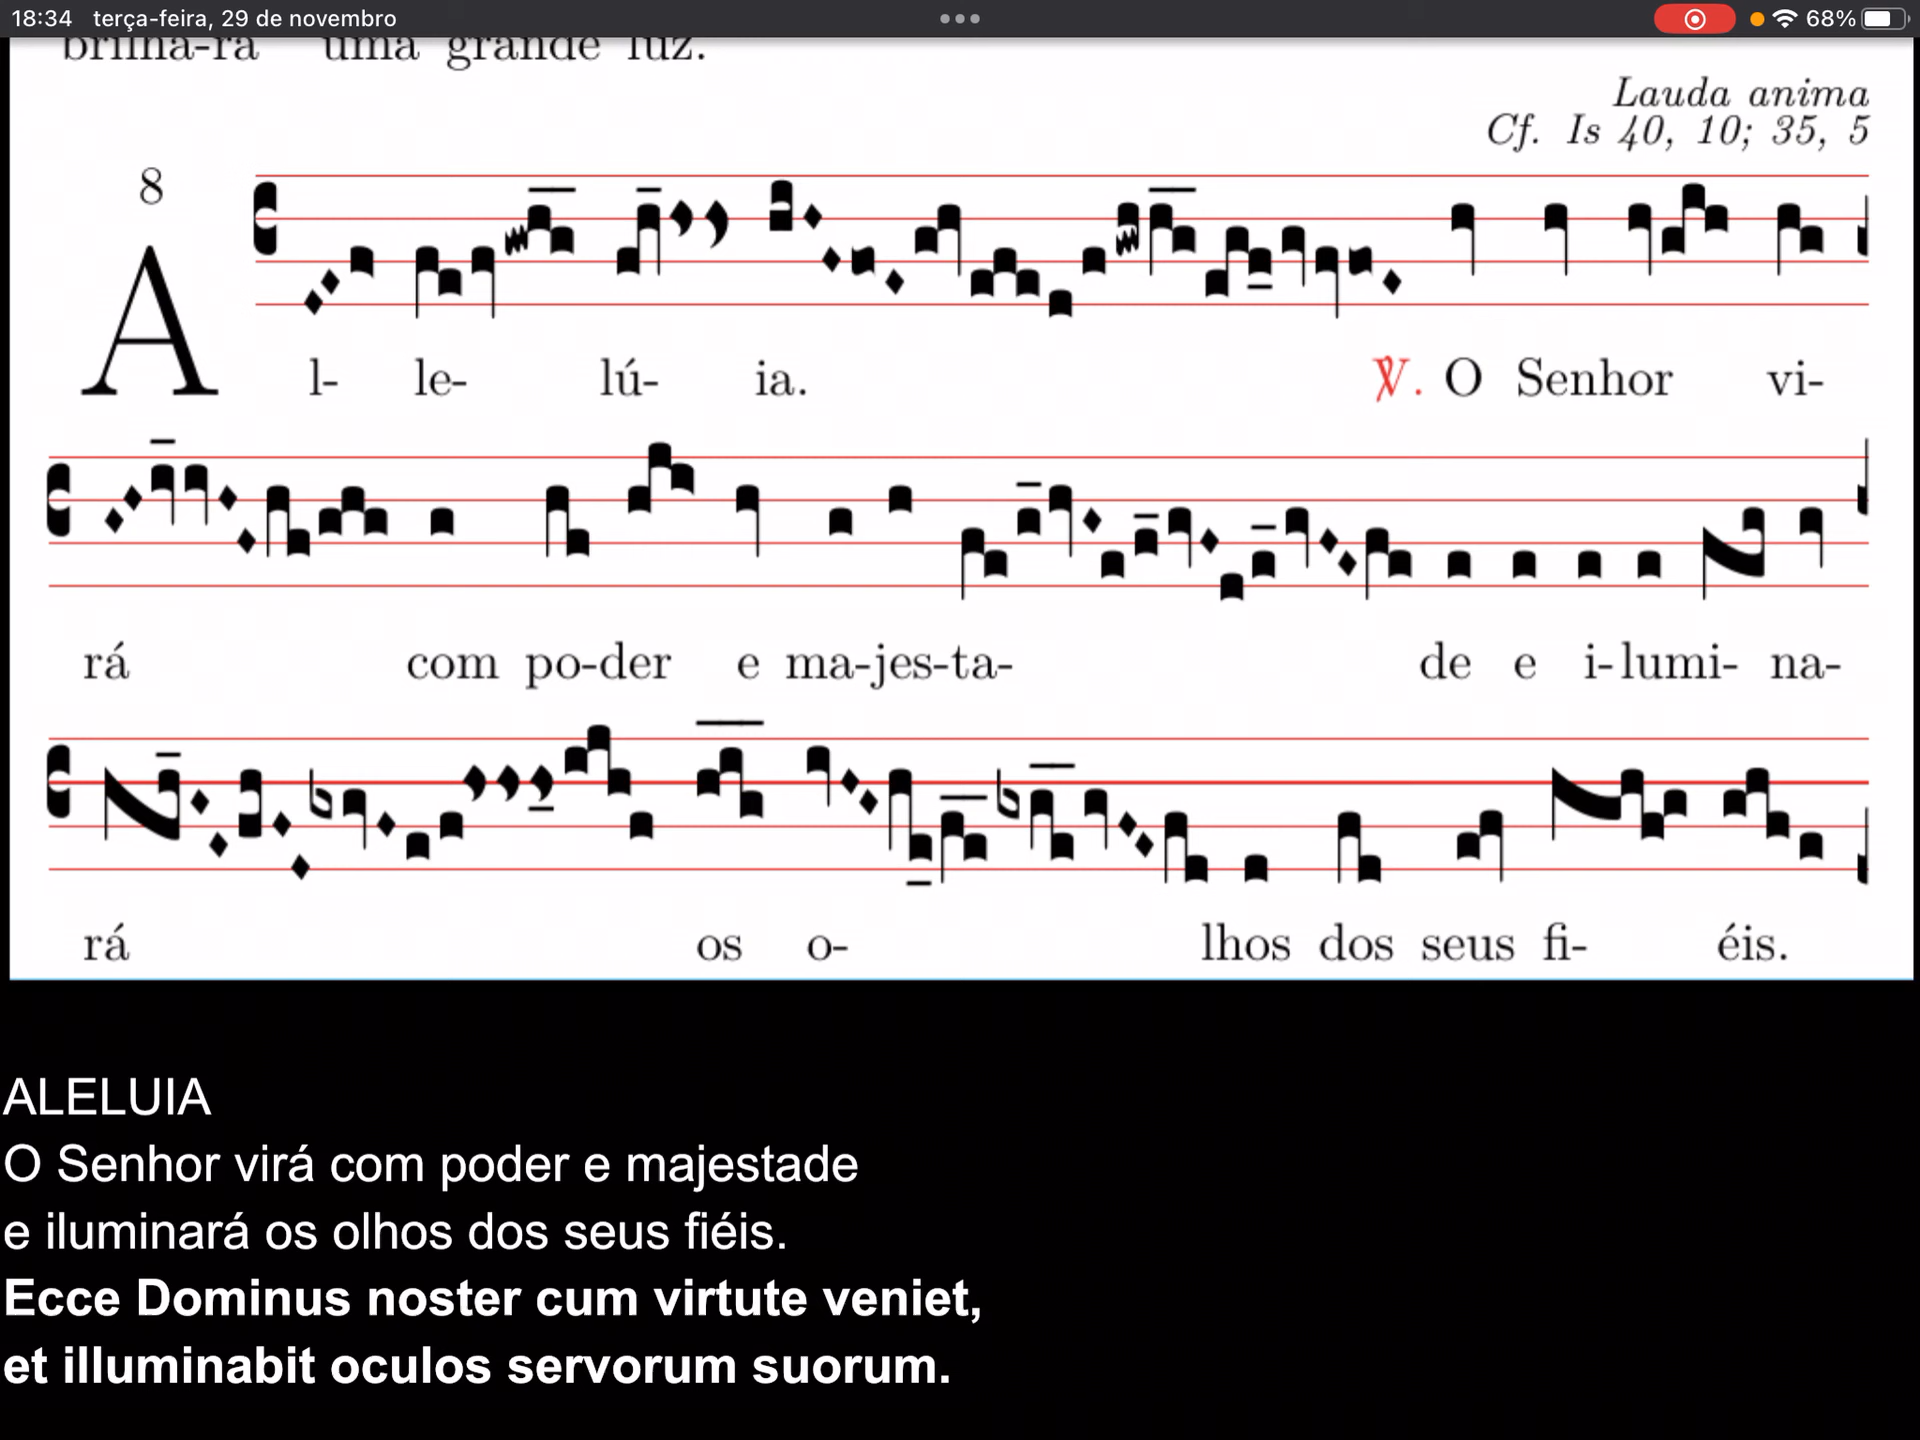 18:34 terça-feira, 29 de novembro 68%
brilha-rá uma grande luz.
Lauda anima
Cf. Is 40, 10; 35, 5
8
Al- le- lú- ia. ℣. O Senhor vi-
rá com po-der e ma-jes-ta- de e i-lumi- na-
rá os o- lhos dos seus fi- éis.
ALELUIA
O Senhor virá com poder e majestade
e iluminará os olhos dos seus fiéis.
Ecce Dominus noster cum virtute veniet,
et illuminabit oculos servorum suorum.